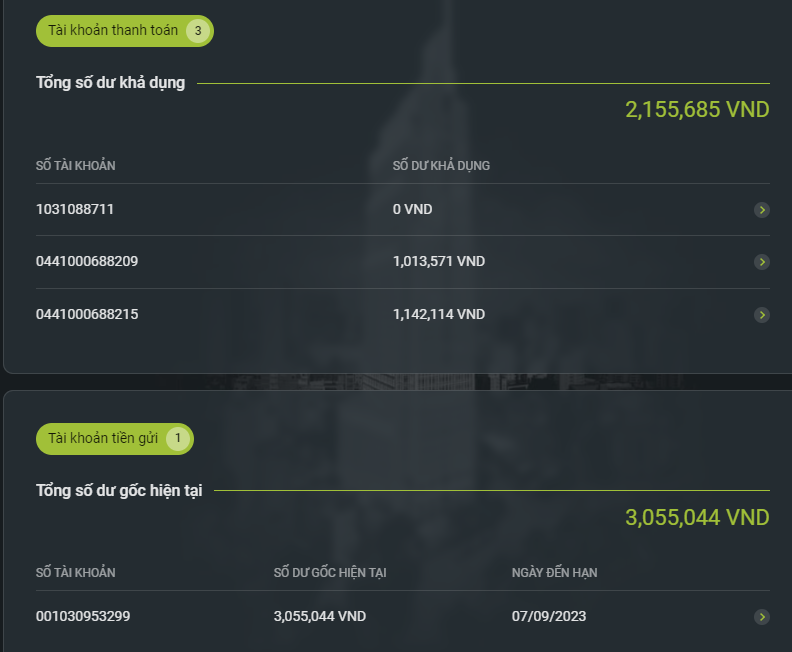 Tài khoản thanh toán 3
Tổng số dư khả dụng
2,155,685 VND
SỐ TÀI KHOẢN SỐ DƯ KHẢ DỤNG
1031088711 0 VND
0441000688209 1,013,571 VND
0441000688215 1,142,114 VND
Tài khoản tiền gửi 1
Tổng số dư gốc hiện tại
3,055,044 VND
SỐ TÀI KHOẢN SỐ DƯ GỐC HIỆN TẠI NGÀY ĐẾN HẠN
001030953299 3,055,044 VND 07/09/2023